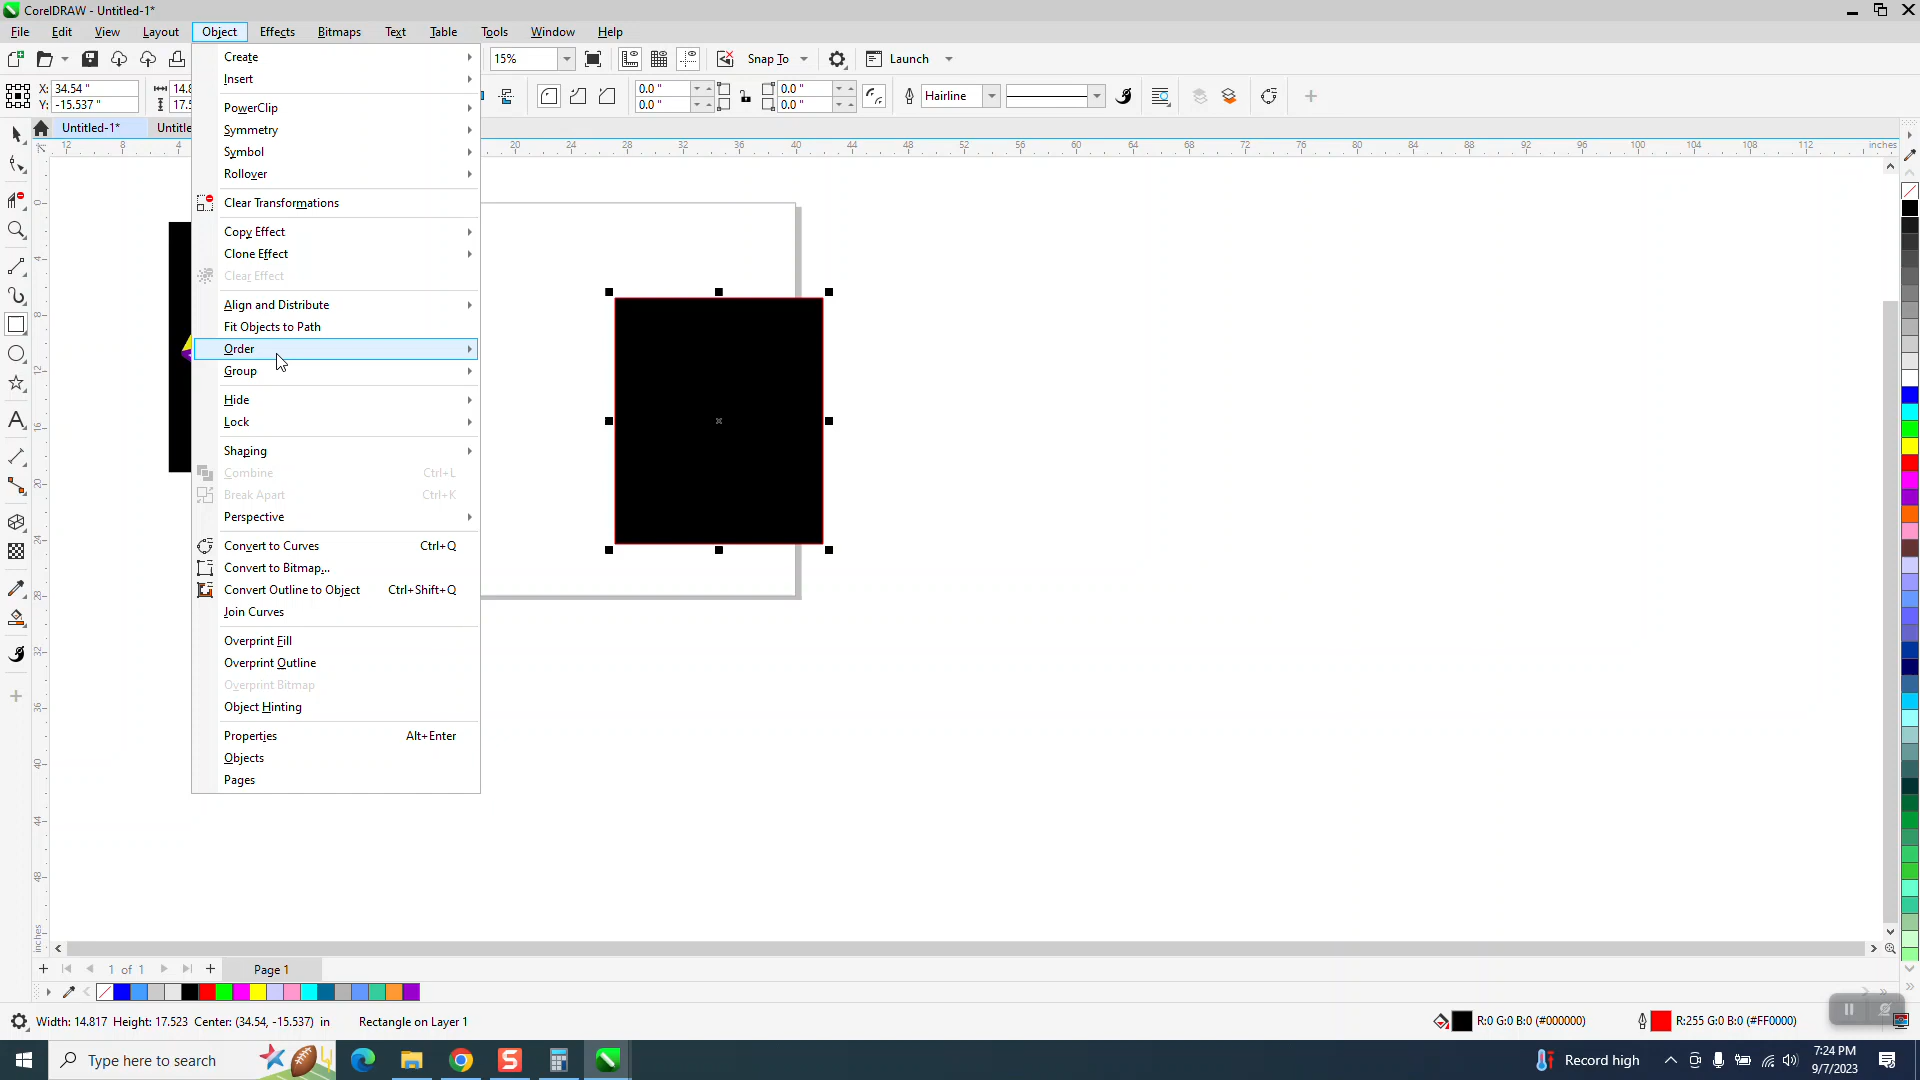 CorelDRAW - Untitled-1*
File Edit View Layout Object Effects Bitmaps Text Table Tools Window Help
15% Snap To Launch
X: 34.54 " 14.8 0.0 " 0.0 " Hairline
Y: -15.537 " 17.5 0.0 " 0.0 "
Untitled-1* Untitle
12 8 4 20 24 28 32 36 40 44 48 52 56 60 64 68 72 76 80 84 88 92 96 100 104 108 112 inches
Create
Insert
PowerClip
Symmetry
Symbol
Rollover
Clear Transformations
Copy Effect
Clone Effect
Clear Effect
Align and Distribute
Fit Objects to Path
Order
Group
Hide
Lock
Shaping
Combine Ctrl+L
Break Apart Ctrl+K
Perspective
Convert to Curves Ctrl+Q
Convert to Bitmap...
Convert Outline to Object Ctrl+Shift+Q
Join Curves
Overprint Fill
Overprint Outline
Overprint Bitmap
Object Hinting
Properties Alt+Enter
Objects
Pages
0
4
8
12
16
20
24
28
32
36
40
44
48
inches
1 of 1 Page 1
Width: 14.817 Height: 17.523 Center: (34.54, -15.537) in Rectangle on Layer 1 R:0 G:0 B:0 (#000000) R:255 G:0 B:0 (#FF0000)
Type here to search Record high 7:24 PM
9/7/2023